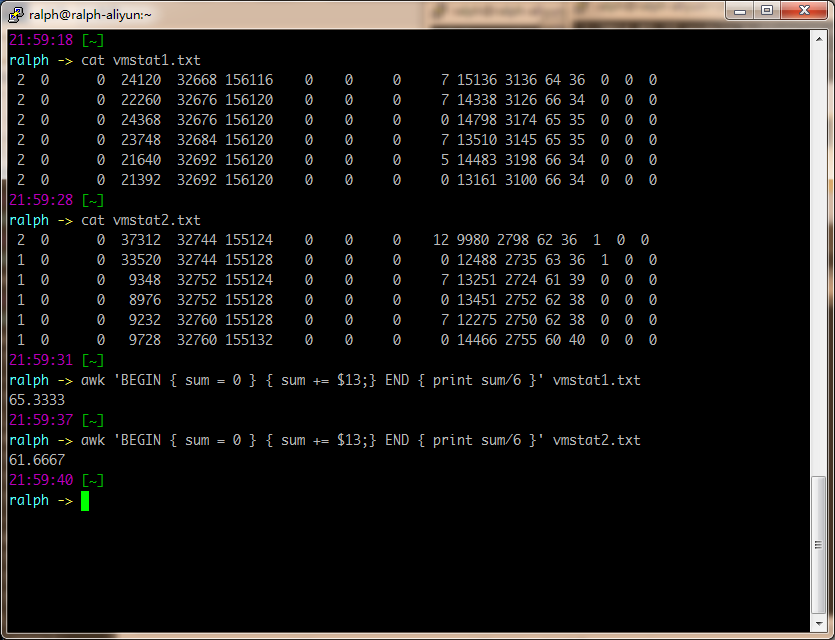 ralph@ralph-aliyun:~
21:59:18 [~]
ralph -> cat vmstat1.txt
 2  0      0  24120  32668 156116    0    0     0     7 15136 3136 64 36  0  0  0
 2  0      0  22260  32676 156120    0    0     0     7 14338 3126 66 34  0  0  0
 2  0      0  24368  32676 156120    0    0     0     0 14798 3174 65 35  0  0  0
 2  0      0  23748  32684 156120    0    0     0     7 13510 3145 65 35  0  0  0
 2  0      0  21640  32692 156120    0    0     0     5 14483 3198 66 34  0  0  0
 2  0      0  21392  32692 156120    0    0     0     0 13161 3100 66 34  0  0  0
21:59:28 [~]
ralph -> cat vmstat2.txt
 2  0      0  37312  32744 155124    0    0     0    12 9980 2798 62 36  1  0  0
 1  0      0  33520  32744 155128    0    0     0     0 12488 2735 63 36  1  0  0
 1  0      0   9348  32752 155124    0    0     0     7 13251 2724 61 39  0  0  0
 1  0      0   8976  32752 155128    0    0     0     0 13451 2752 62 38  0  0  0
 1  0      0   9232  32760 155128    0    0     0     7 12275 2750 62 38  0  0  0
 1  0      0   9728  32760 155132    0    0     0     0 14466 2755 60 40  0  0  0
21:59:31 [~]
ralph -> awk 'BEGIN { sum = 0 } { sum += $13;} END { print sum/6 }' vmstat1.txt
65.3333
21:59:37 [~]
ralph -> awk 'BEGIN { sum = 0 } { sum += $13;} END { print sum/6 }' vmstat2.txt
61.6667
21:59:40 [~]
ralph ->